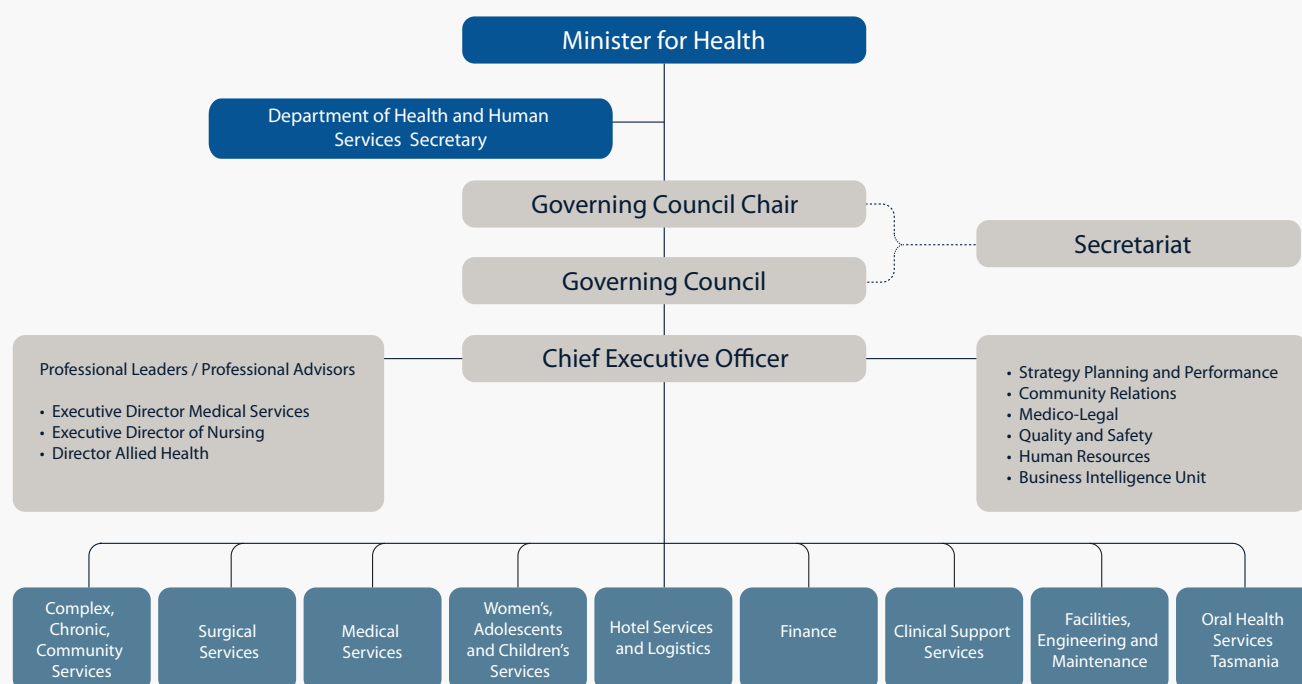 Minister for Health
Department of Health and Human
Services Secretary
Governing Council Chair
Secretariat
Governing Council
Chief Executive Officer
Professional Leaders / Professional Advisors
• Executive Director Medical Services
• Executive Director of Nursing
• Director Allied Health
• Strategy Planning and Performance
• Community Relations
• Medico-Legal
• Quality and Safety
• Human Resources
• Business Intelligence Unit
Complex,
Chronic,
Community
Services
Surgical
Services
Medical
Services
Women's,
Adolescents
and Children's
Services
Hotel Services
and Logistics
Finance
Clinical Support
Services
Facilities,
Engineering and
Maintenance
Oral Health
Services
Tasmania